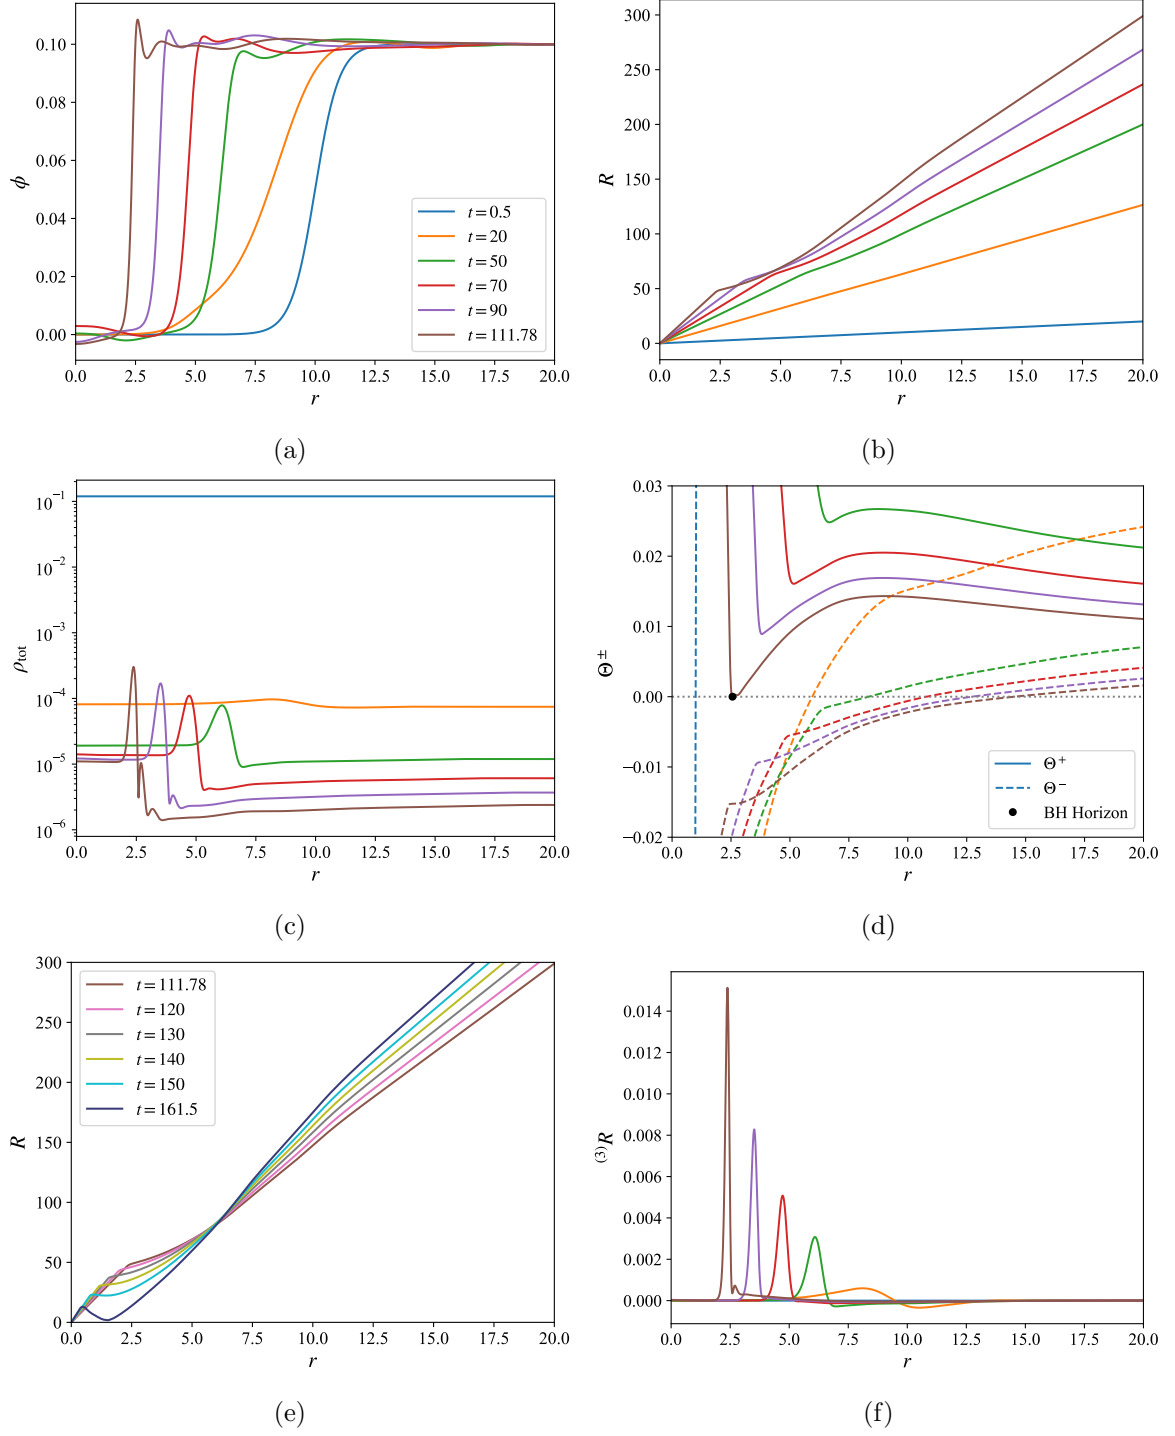 0.10
0.08
0.06
0.04
0.02
0.00
ϕ
0.0 2.5 5.0 7.5 10.0 12.5 15.0 17.5 20.0
r
t=0.5
t=20
t=50
t=70
t=90
t=111.78
(a)
300
250
200
150
100
50
0
R
0.0 2.5 5.0 7.5 10.0 12.5 15.0 17.5 20.0
r
(b)
10⁻¹
10⁻²
10⁻³
10⁻⁴
10⁻⁵
10⁻⁶
ρ_tot
0.0 2.5 5.0 7.5 10.0 12.5 15.0 17.5 20.0
r
(c)
0.03
0.02
0.01
0.00
−0.01
−0.02
Θ^±
0.0 2.5 5.0 7.5 10.0 12.5 15.0 17.5 20.0
r
Θ⁺
Θ⁻
BH Horizon
(d)
300
250
200
150
100
50
0
R
0.0 2.5 5.0 7.5 10.0 12.5 15.0 17.5 20.0
r
t=111.78
t=120
t=130
t=140
t=150
t=161.5
(e)
0.014
0.012
0.010
0.008
0.006
0.004
0.002
0.000
⁽³⁾R
0.0 2.5 5.0 7.5 10.0 12.5 15.0 17.5 20.0
r
(f)